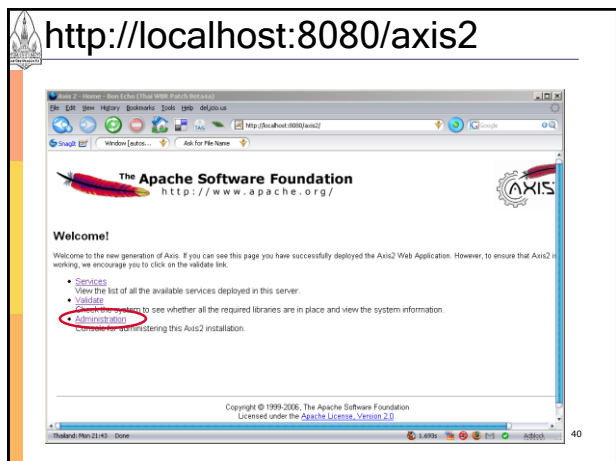 http://localhost:8080/axis2
Axis 2 - Home - Bon Echo (Thai WBR Patch Beta2a)
File Edit View History Bookmarks Tools Help del.icio.us
TAG http://localhost:8080/axis2/ Google
SnagIt Window [autos... Ask for File Name
The Apache Software Foundation
http://www.apache.org/
AXIS
Welcome!
Welcome to the new generation of Axis. If you can see this page you have successfully deployed the Axis2 Web Application. However, to ensure that Axis2 is
working, we encourage you to click on the validate link.
• Services
View the list of all the available services deployed in this server.
• Validate
Check the system to see whether all the required libraries are in place and view the system information.
• Administration
Console for administering this Axis2 installation.
Copyright © 1999-2006, The Apache Software Foundation
Licensed under the Apache License, Version 2.0.
Thailand: Mon 21:43 Done 1.693s Adblock
40